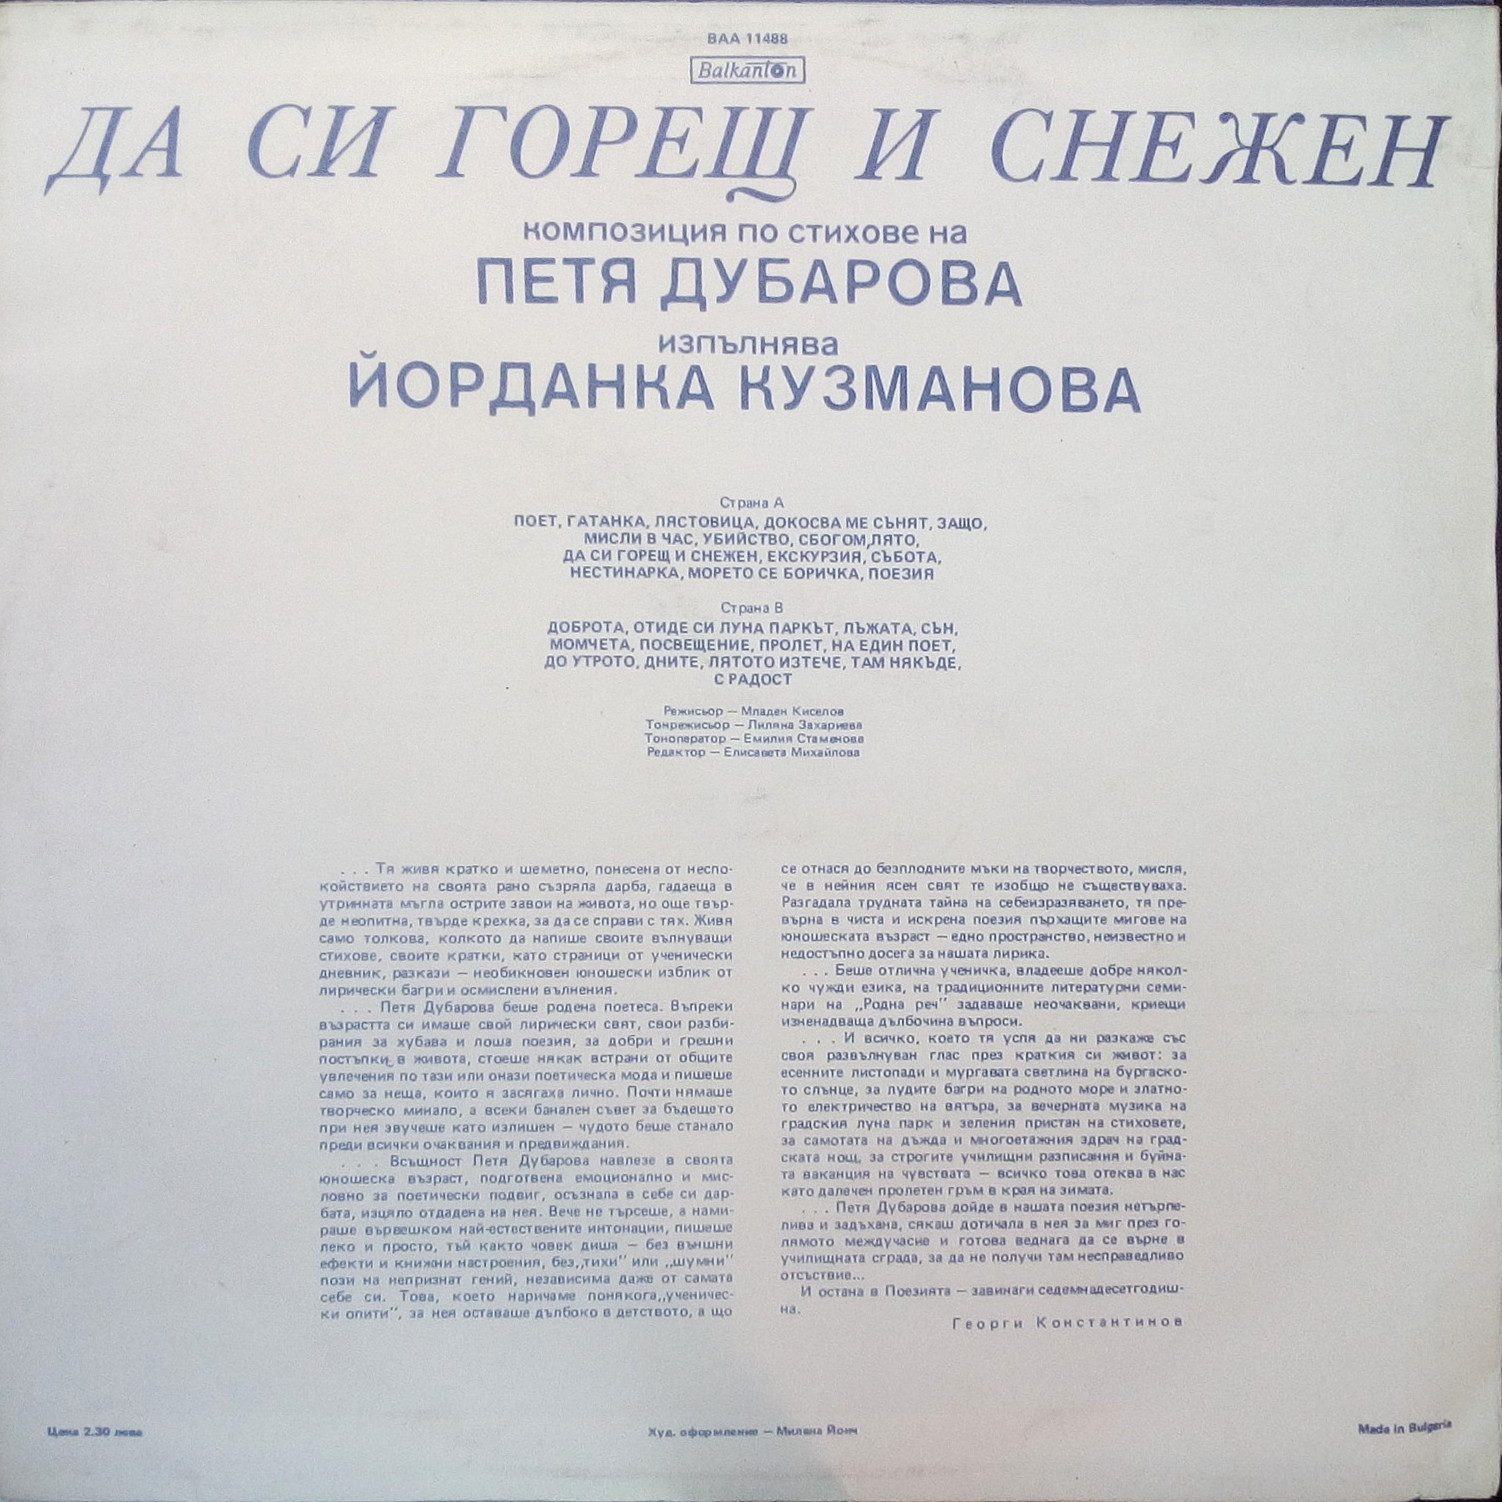 ВАА 11488
Balkanton
ДА СИ ГОРЕЩ И СНЕЖЕН
композиция по стихове на
ПЕТЯ ДУБАРОВА
изпълнява
ЙОРДАНКА КУЗМАНОВА
Страна А
ПОЕТ, ГАТАНКА, ЛЯСТОВИЦА, ДОКОСВА МЕ СЪНЯТ, ЗАЩО,
МИСЛИ В ЧАС, УБИЙСТВО, СБОГОМ,ЛЯТО,
ДА СИ ГОРЕЩ И СНЕЖЕН, ЕКСКУРЗИЯ, СЪБОТА,
НЕСТИНАРКА, МОРЕТО СЕ БОРИЧКА, ПОЕЗИЯ
Страна В
ДОБРОТА, ОТИДЕ СИ ЛУНА ПАРКЪТ, ЛЪЖАТА, СЪН,
МОМЧЕТА, ПОСВЕЩЕНИЕ, ПРОЛЕТ, НА ЕДИН ПОЕТ,
ДО УТРОТО, ДНИТЕ, ЛЯТОТО ИЗТЕЧЕ, ТАМ НЯКЪДЕ,
С РАДОСТ
Режисьор — Младен Киселов
Тонрежисьор — Лиляна Захариева
Тоноператор — Емилия Стаменова
Редактор — Елисавета Михайлова
. . . Тя живя кратко и шеметно, понесена от неспо-
койствието на своята рано съзряла дарба, гадаеща в
утринната мъгла острите завои на живота, но още твър-
де неопитна, твърде крехка, за да се справи с тях. Живя
само толкова, колкото да напише своите вълнуващи
стихове, своите кратки, като страници от ученически
дневник, разкази — необикновен юношески изблик от
лирически багри и осмислени вълнения.
. . . Петя Дубарова беше родена поетеса. Въпреки
възрастта си имаше свой лирически свят, свои разби-
рания за хубава и лоша поезия, за добри и грешни
постъпки в живота, стоеше някак встрани от общите
увлечения по тази или онази поетическа мода и пишеше
само за неща, които я засягаха лично. Почти нямаше
творческо минало, а всеки банален съвет за бъдещето
при нея звучеше като излишен — чудото беше станало
преди всички очаквания и предвиждания.
. . . Всъщност Петя Дубарова навлезе в своята
юношеска възраст, подготвена емоционално и мис-
ловно за поетически подвиг, осъзнала в себе си дар-
бата, изцяло отдадена на нея. Вече не търсеше, а нами-
раше вървешком най-естествените интонации, пишеше
леко и просто, тъй както човек диша — без външни
ефекти и книжни настроения, без„тихи" или „шумни"
пози на непризнат гений, независима даже от самата
себе си. Това, което наричаме понякога„ученичес-
ки опити", за нея оставаше дълбоко в детството, а що
се отнася до безплодните мъки на творчеството, мисля,
че в нейния ясен свят те изобщо не съществуваха.
Разгадала трудната тайна на себеизразяването, тя пре-
върна в чиста и искрена поезия пърхащите мигове на
юношеската възраст — едно пространство, неизвестно и
недостъпно досега за нашата лирика.
. . . Беше отлична ученичка, владееше добре някол-
ко чужди езика, на традиционните литературни семи-
нари на „Родна реч" задаваше неочаквани, криещи
изненадваща дълбочина въпроси.
. . . И всичко, което тя успя да ни разкаже със
своя развълнуван глас през краткия си живот: за
есенните листопади и мургавата светлина на бургаско-
то слънце, за лудите багри на родното море и златно-
то електричество на вятъра, за вечерната музика на
градския луна парк и зеления пристан на стиховете,
за самотата на дъжда и многоетажния здрач на град-
ската нощ, за строгите училищни разписания и буйна-
та ваканция на чувствата — всичко това отеква в нас
като далечен пролетен гръм в края на зимата.
. . . Петя Дубарова дойде в нашата поезия нетърпе-
лива и задъхана, сякаш дотичала в нея за миг през го-
лямото междучасие и готова веднага да се върне в
училищната сграда, за да не получи там несправедливо
отсъствие...
И остана в Поезията — завинаги седемнадесетгодиш-
на.
Георги Константинов
Цена 2.30 лева
Худ. оформление — Милена Йоич
Made in Bulgaria